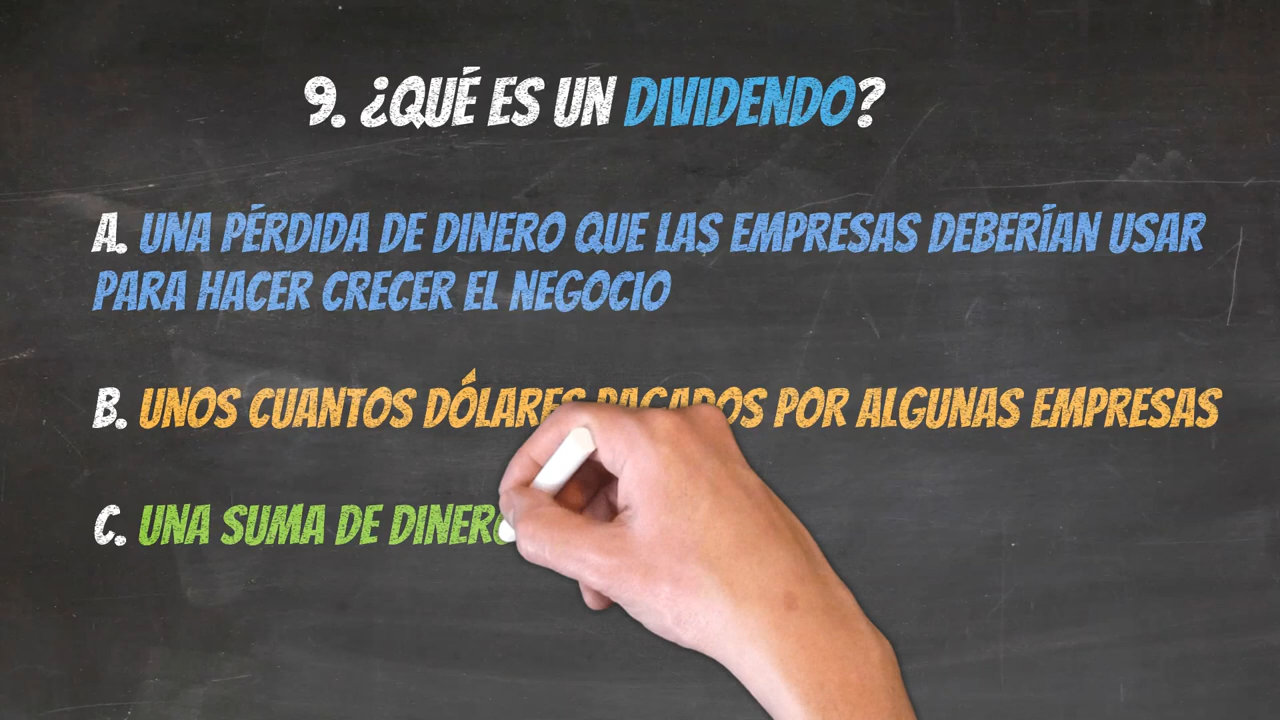 9. ¿QUÉ ES UN DIVIDENDO?
A. UNA PÉRDIDA DE DINERO QUE LAS EMPRESAS DEBERÍAN USAR
PARA HACER CRECER EL NEGOCIO
B. UNOS CUANTOS DÓLARES PAGADOS POR ALGUNAS EMPRESAS
C. UNA SUMA DE DINERO